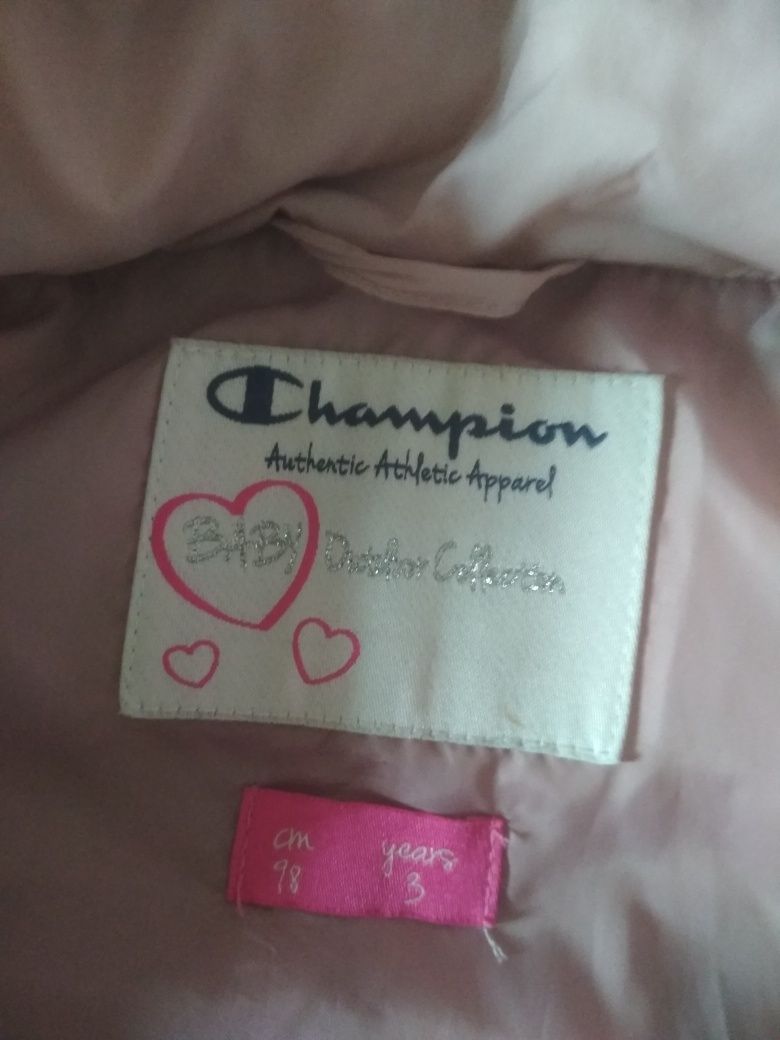 Champion
Authentic Athletic Apparel
BABY Outdoor Collection
cm years
98 3